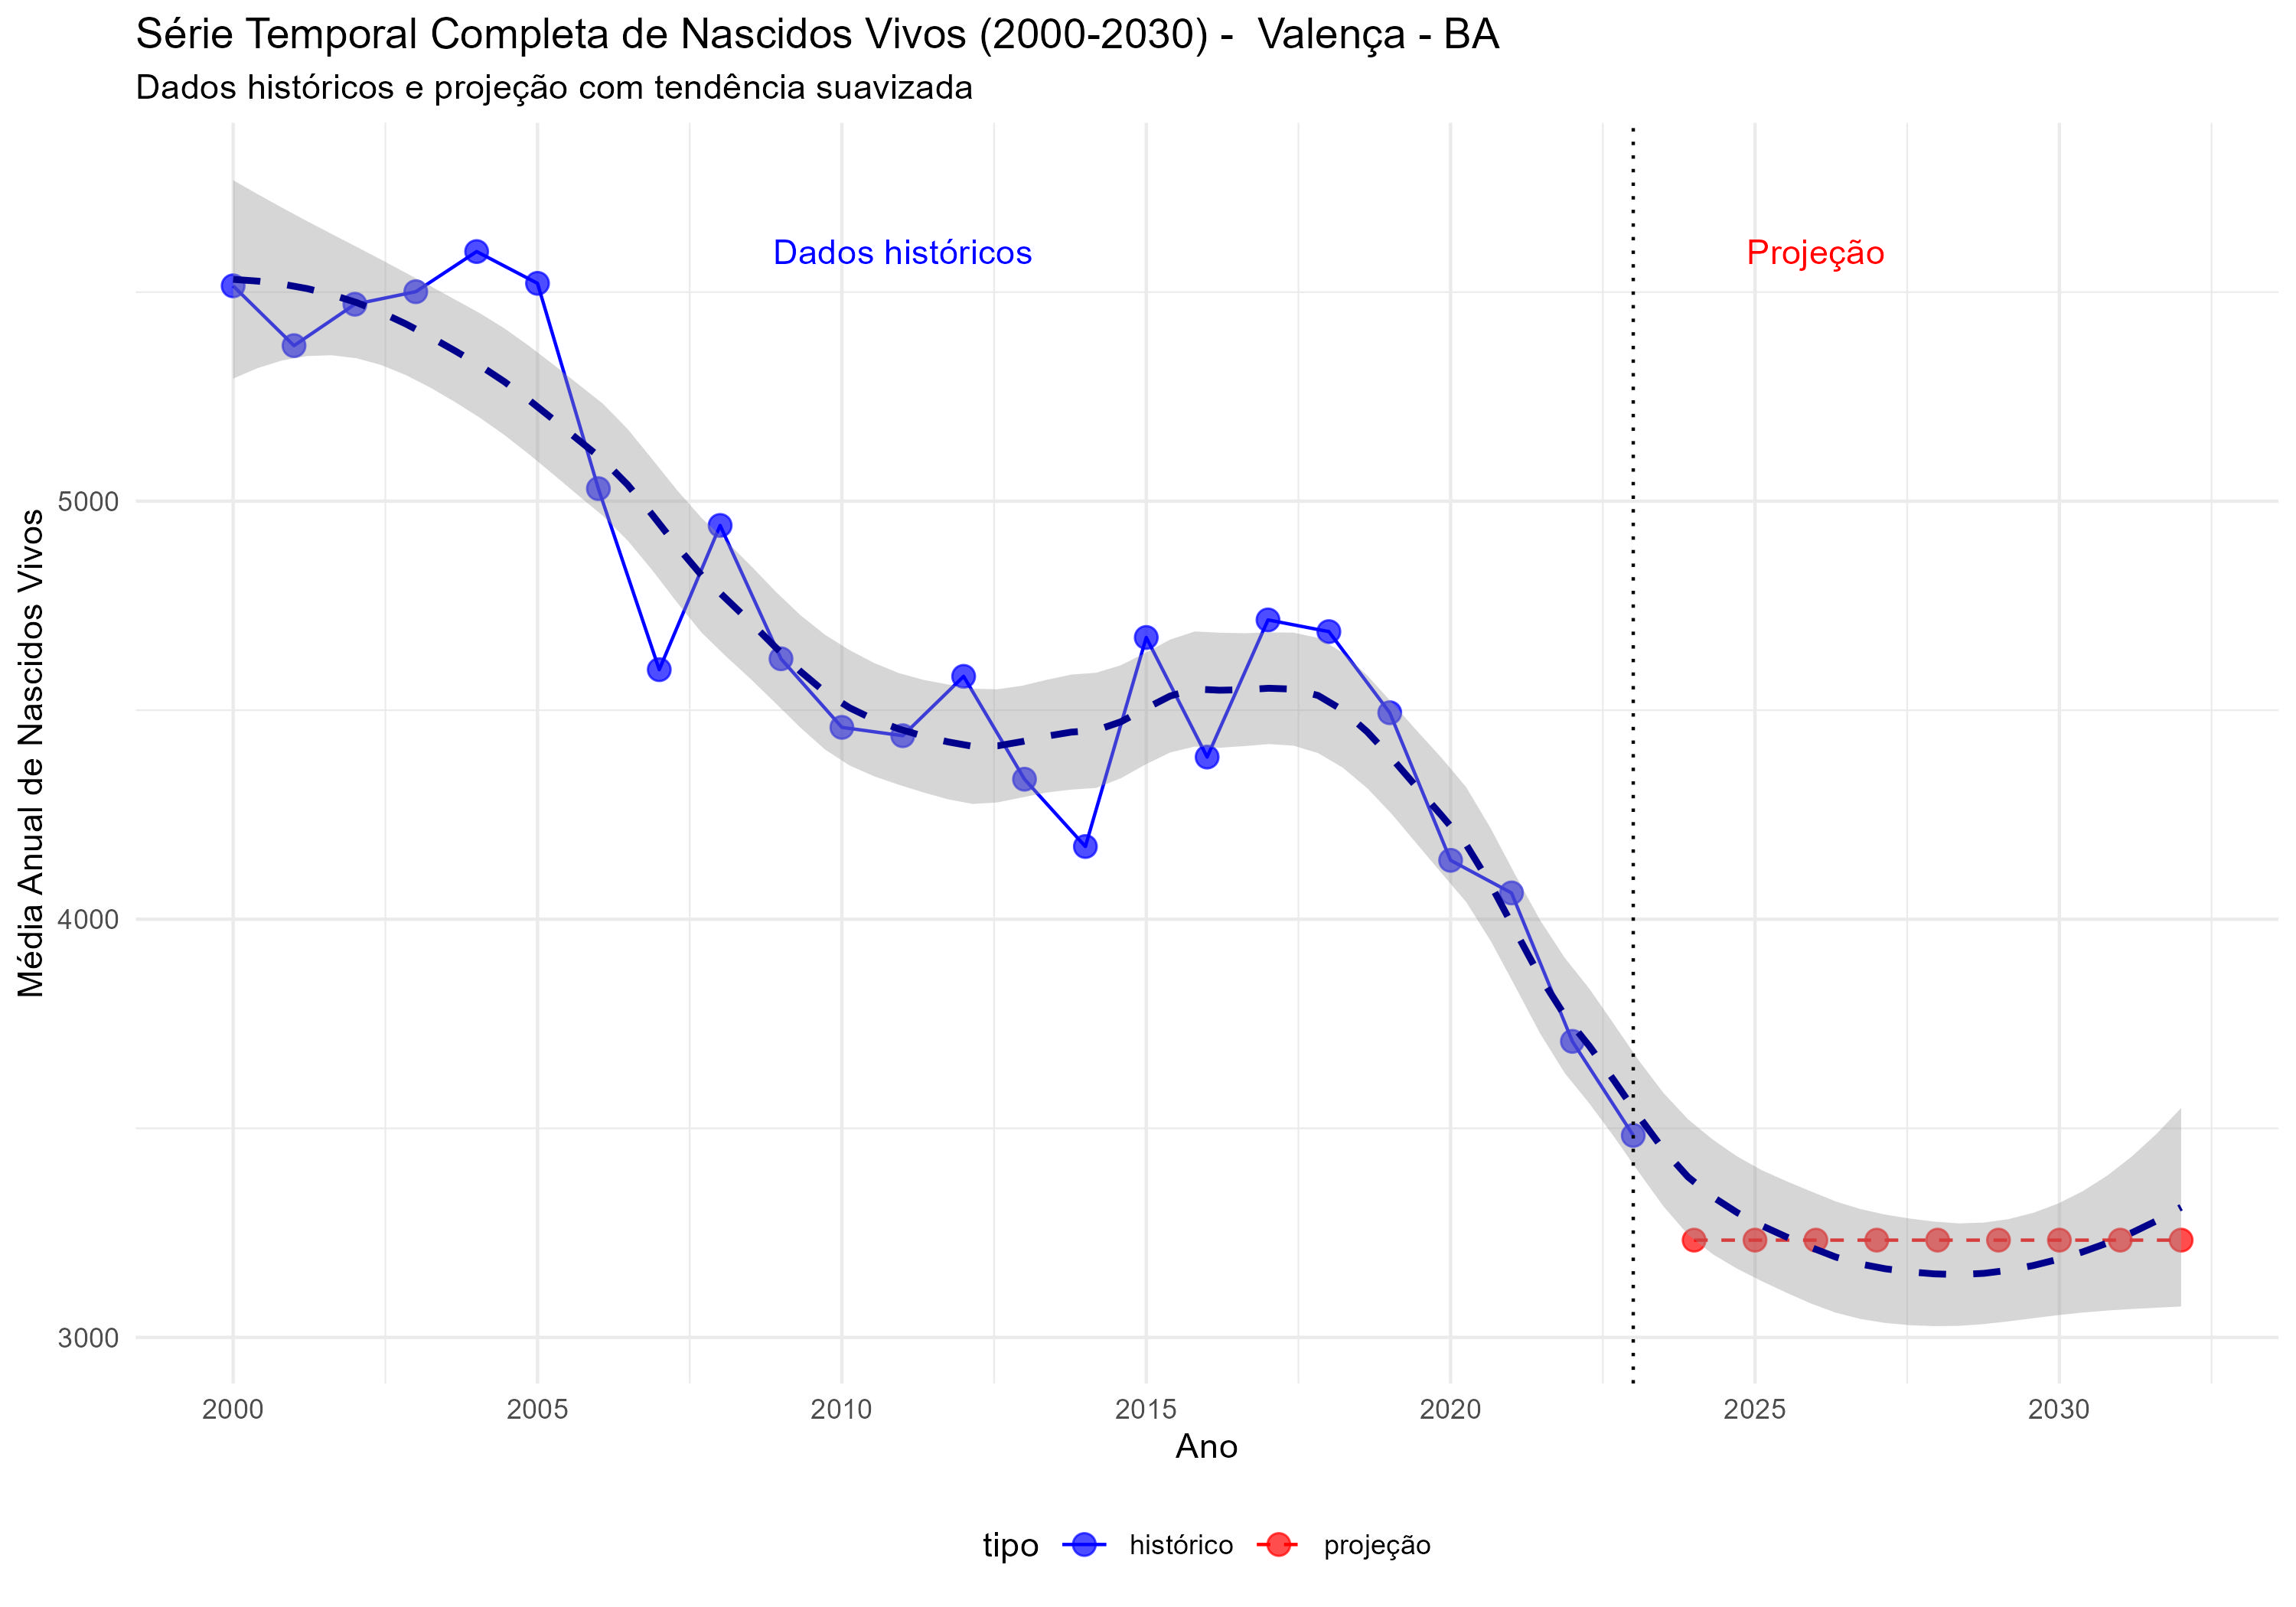 Série Temporal Completa de Nascidos Vivos (2000-2030) -  Valença - BA
Dados históricos e projeção com tendência suavizada
Dados históricos
Projeção
Média Anual de Nascidos Vivos
5000
4000
3000
2000
2005
2010
2015
2020
2025
2030
Ano
tipo
histórico
projeção